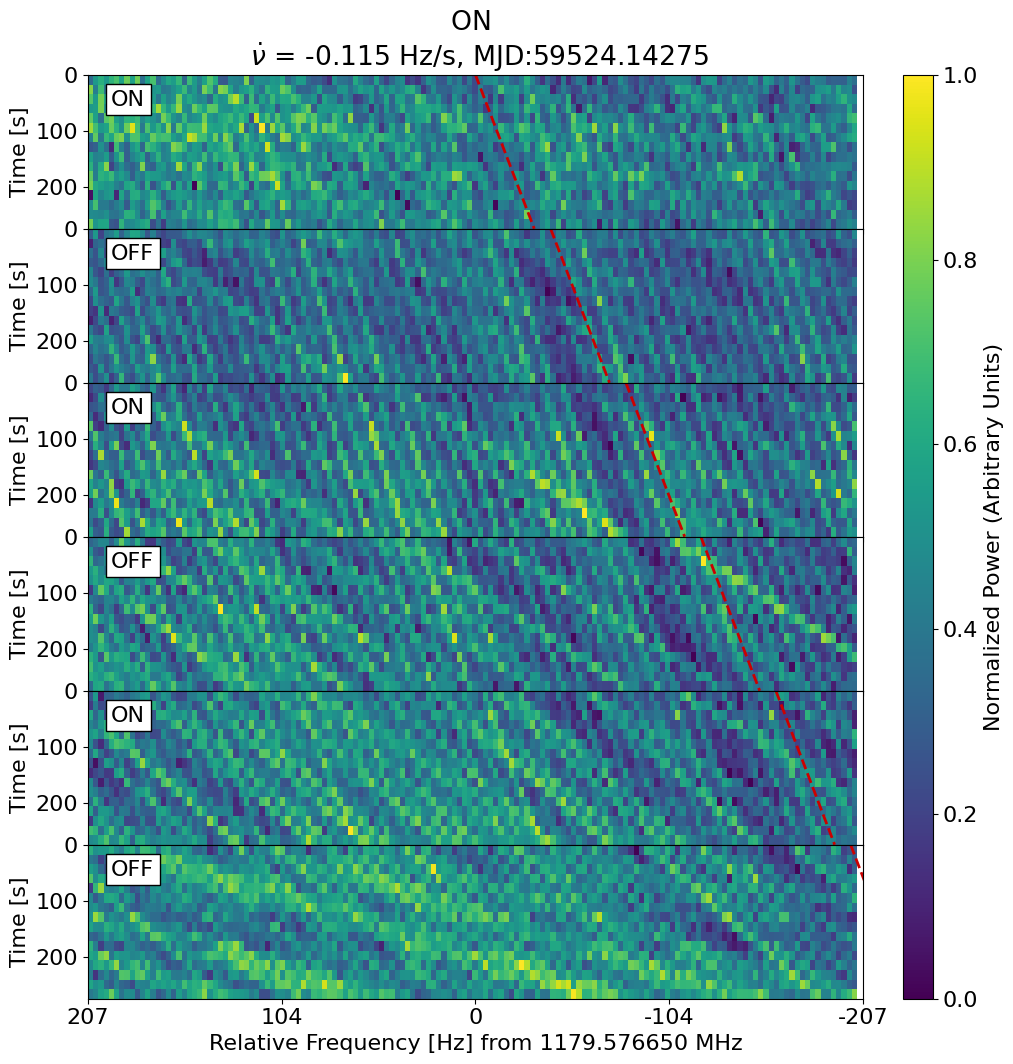 ON
ν̇ = -0.115 Hz/s, MJD:59524.14275
0
ON
100
Time [s]
200
0
OFF
100
Time [s]
200
0
ON
100
Time [s]
200
0
OFF
100
Time [s]
200
0
ON
100
Time [s]
200
0
OFF
100
Time [s]
200
207 104 0 -104 -207
Relative Frequency [Hz] from 1179.576650 MHz
1.0
0.8
0.6
0.4
0.2
0.0
Normalized Power (Arbitrary Units)